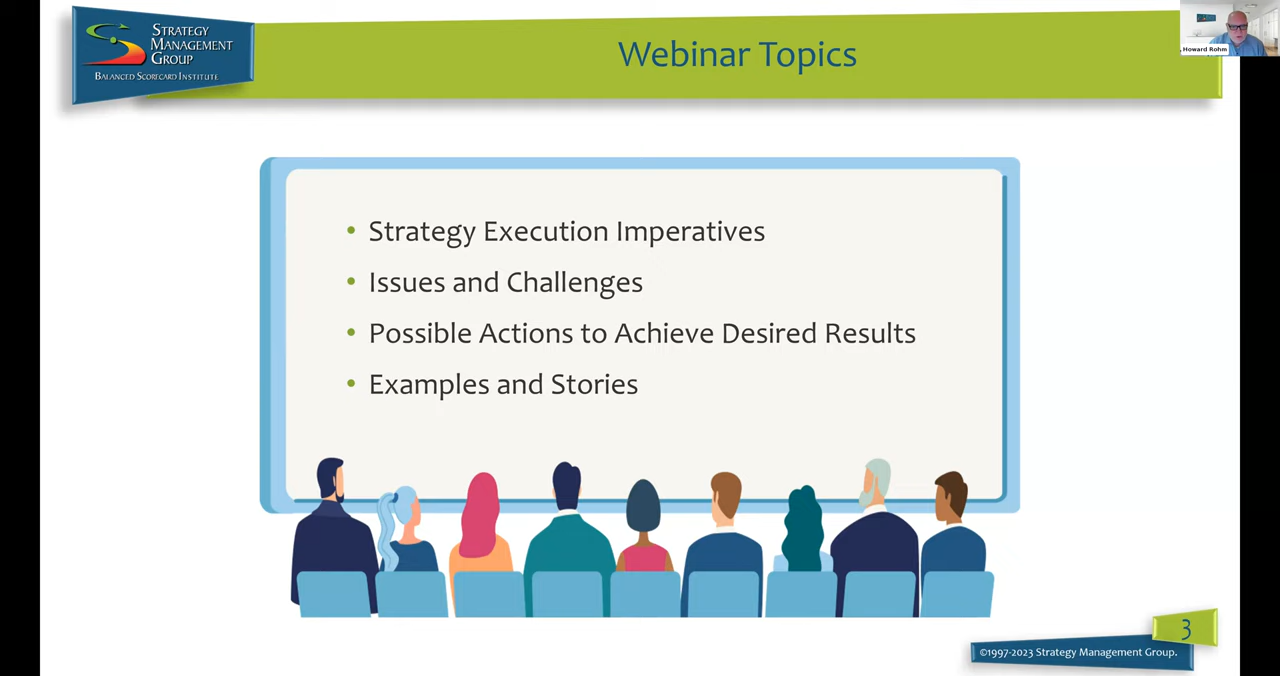 STRATEGY
MANAGEMENT
GROUP
BALANCED SCORECARD INSTITUTE
Webinar Topics
Howard Rohm
• Strategy Execution Imperatives
• Issues and Challenges
• Possible Actions to Achieve Desired Results
• Examples and Stories
3
©1997-2023 Strategy Management Group.